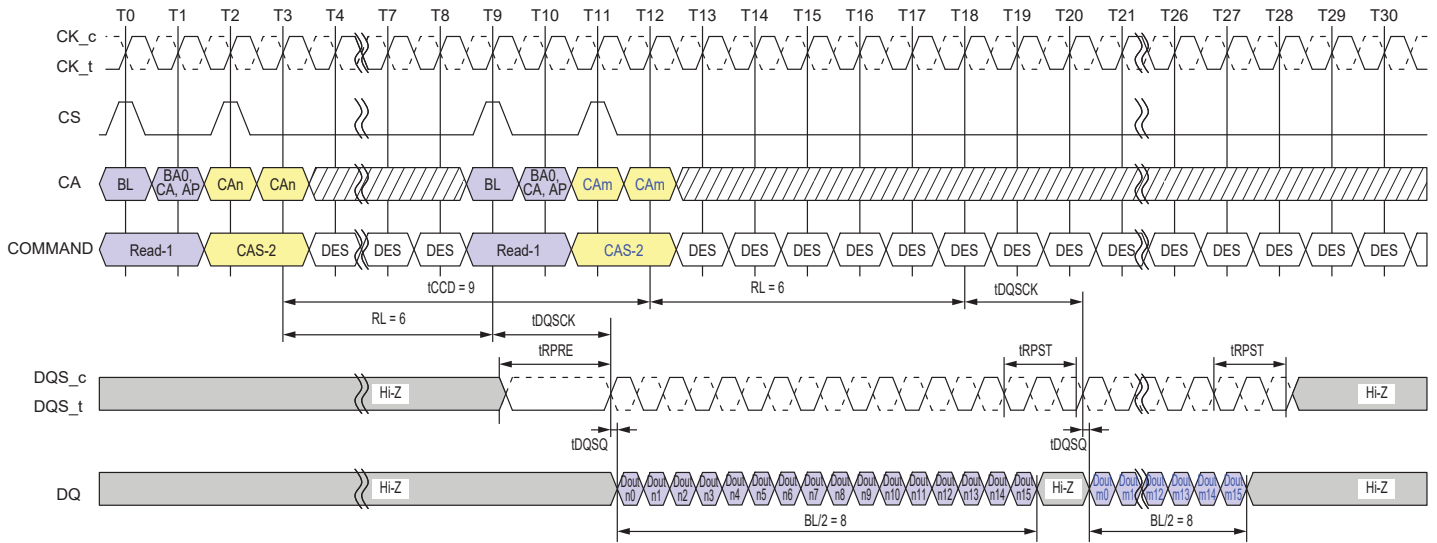 T0 T1 T2 T3 T4 T7 T8 T9 T10 T11 T12 T13 T14 T15 T16 T17 T18 T19 T20 T21 T26 T27 T28 T29 T30
CK_c
CK_t
CS
CA BL BA0, CA, AP CAn CAn BL BA0, CA, AP CAm CAm
COMMAND Read-1 CAS-2 DES DES DES Read-1 CAS-2 DES DES DES DES DES DES DES DES DES DES DES DES DES DES
tCCD = 9 RL = 6 tDQSCK
RL = 6 tDQSCK
tRPRE tRPST tRPST
DQS_c
DQS_t
Hi-Z Hi-Z
tDQSQ tDQSQ
DQ Hi-Z Dout n0 Dout n1 Dout n2 Dout n3 Dout n4 Dout n5 Dout n6 Dout n7 Dout n8 Dout n9 Dout n10 Dout n11 Dout n12 Dout n13 Dout n14 Dout n15 Hi-Z Dout m0 Dout m1 Dout m12 Dout m13 Dout m14 Dout m15 Hi-Z
BL/2 = 8 BL/2 = 8